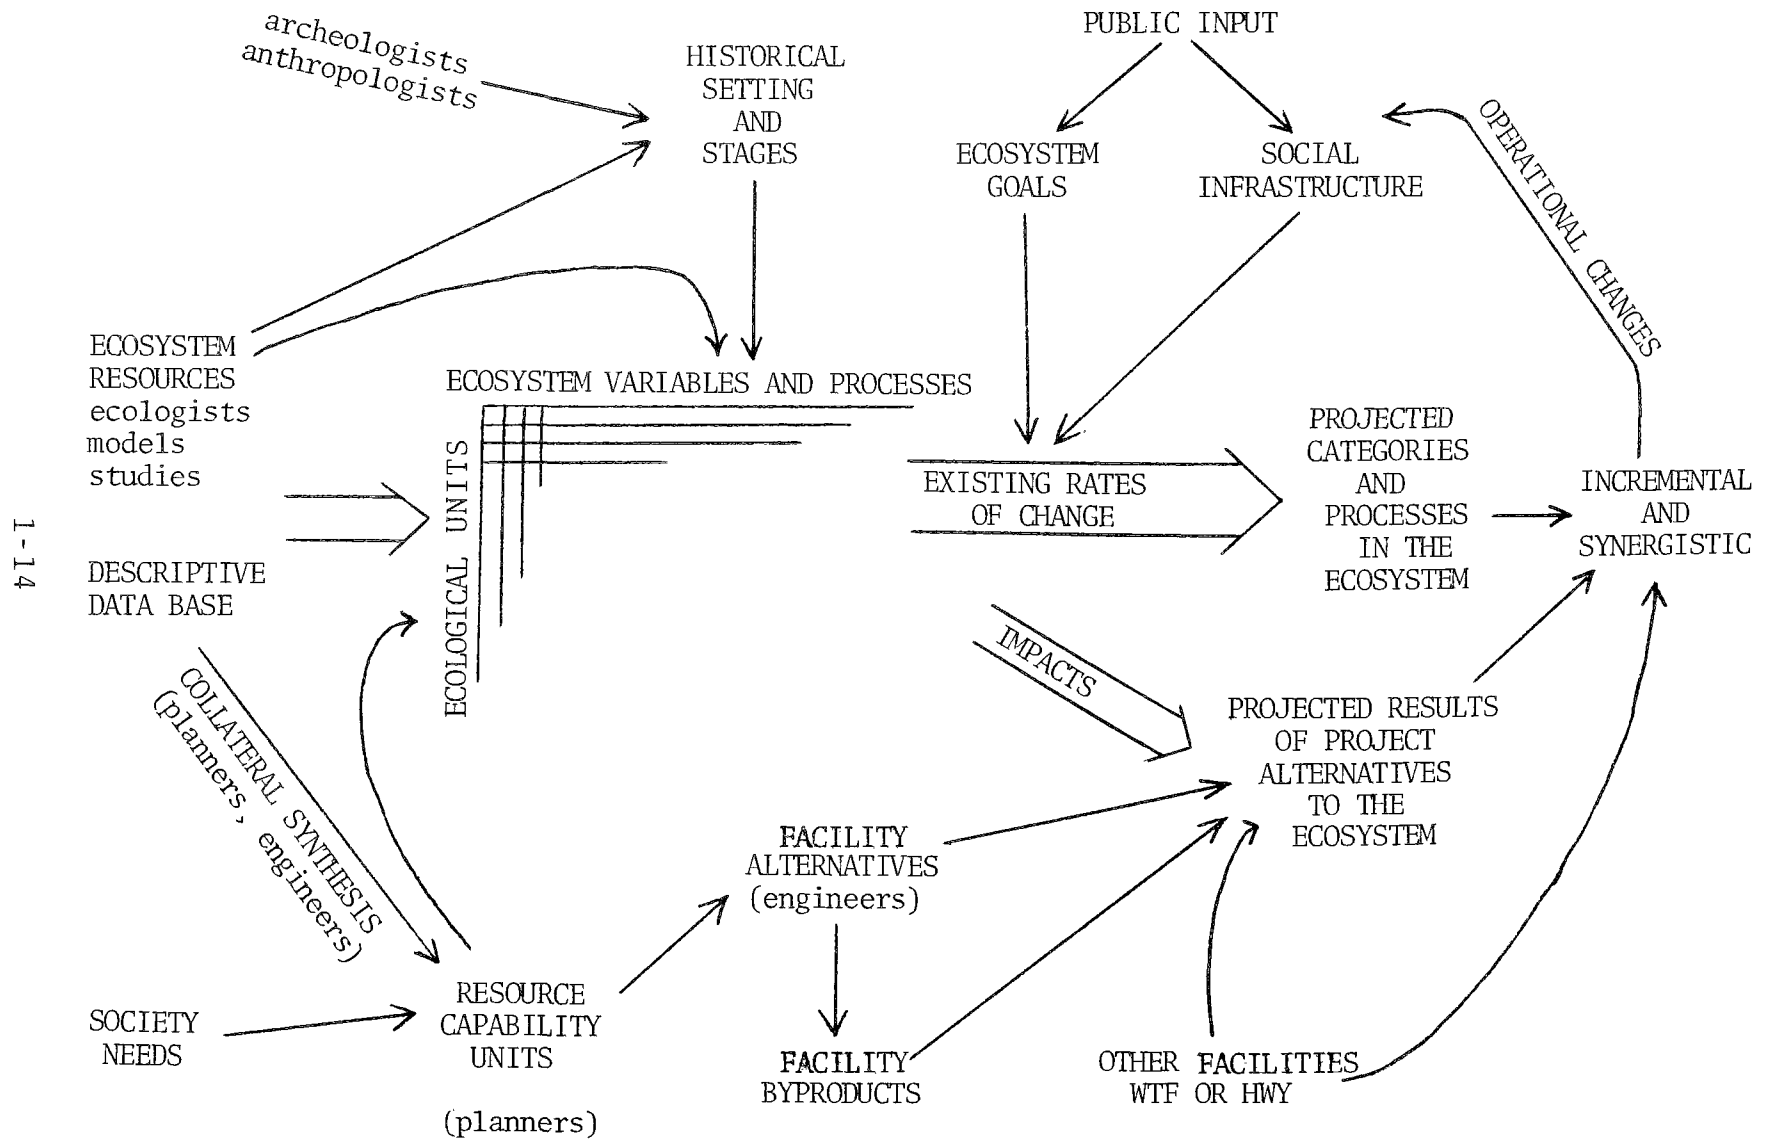 archeologists
anthropologists
HISTORICAL
SETTING
AND
STAGES
PUBLIC INPUT
ECOSYSTEM
GOALS
SOCIAL
INFRASTRUCTURE
OPERATIONAL CHANGES
ECOSYSTEM
RESOURCES
ecologists
models
studies
ECOSYSTEM VARIABLES AND PROCESSES
ECOLOGICAL UNITS
EXISTING RATES
OF CHANGE
PROJECTED
CATEGORIES
AND
PROCESSES
IN THE
ECOSYSTEM
INCREMENTAL
AND
SYNERGISTIC
1-14
DESCRIPTIVE
DATA BASE
COLLATERAL SYNTHESIS
(planners, engineers)
IMPACTS
PROJECTED RESULTS
OF PROJECT
ALTERNATIVES
TO THE
ECOSYSTEM
FACILITY
ALTERNATIVES
(engineers)
SOCIETY
NEEDS
RESOURCE
CAPABILITY
UNITS
(planners)
FACILITY
BYPRODUCTS
OTHER FACILITIES
WTF OR HWY